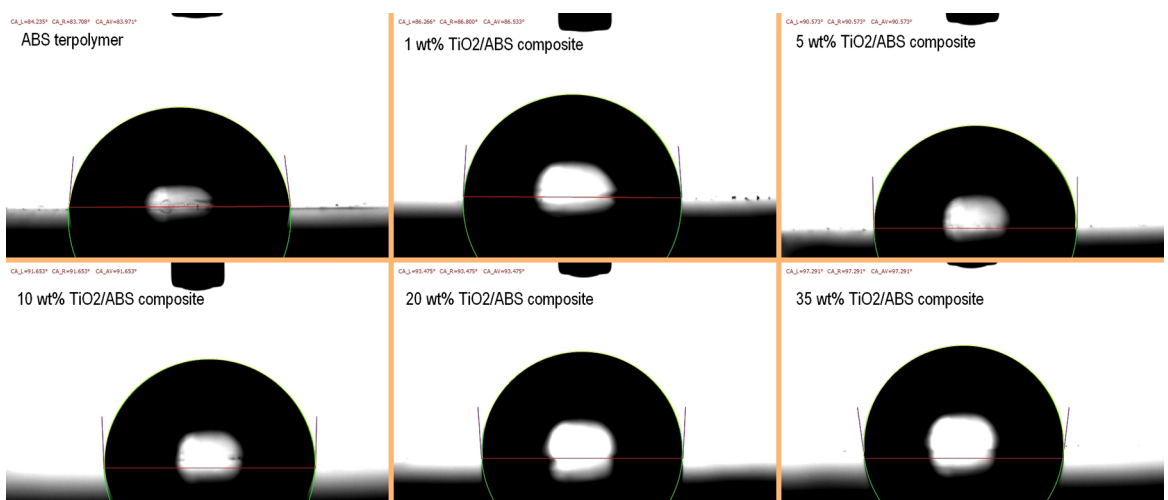 CA_L=84.235° CA_R=83.708° CA_AV=83.971°
ABS terpolymer
CA_L=86.266° CA_R=86.800° CA_AV=86.533°
1 wt% TiO2/ABS composite
CA_L=90.573° CA_R=90.573° CA_AV=90.573°
5 wt% TiO2/ABS composite
CA_L=91.653° CA_R=91.653° CA_AV=91.653°
10 wt% TiO2/ABS composite
CA_L=93.475° CA_R=93.475° CA_AV=93.475°
20 wt% TiO2/ABS composite
CA_L=97.291° CA_R=97.291° CA_AV=97.291°
35 wt% TiO2/ABS composite